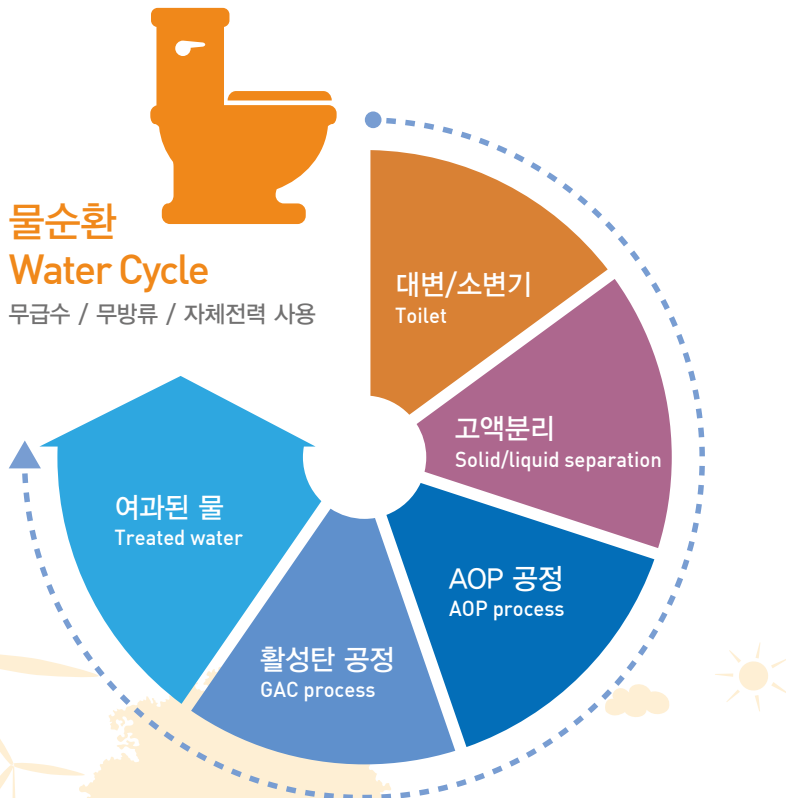 물순환
Water Cycle
무급수 / 무방류 / 자체전력 사용
대변/소변기
Toilet
고액분리
Solid/liquid separation
AOP 공정
AOP process
활성탄 공정
GAC process
여과된 물
Treated water